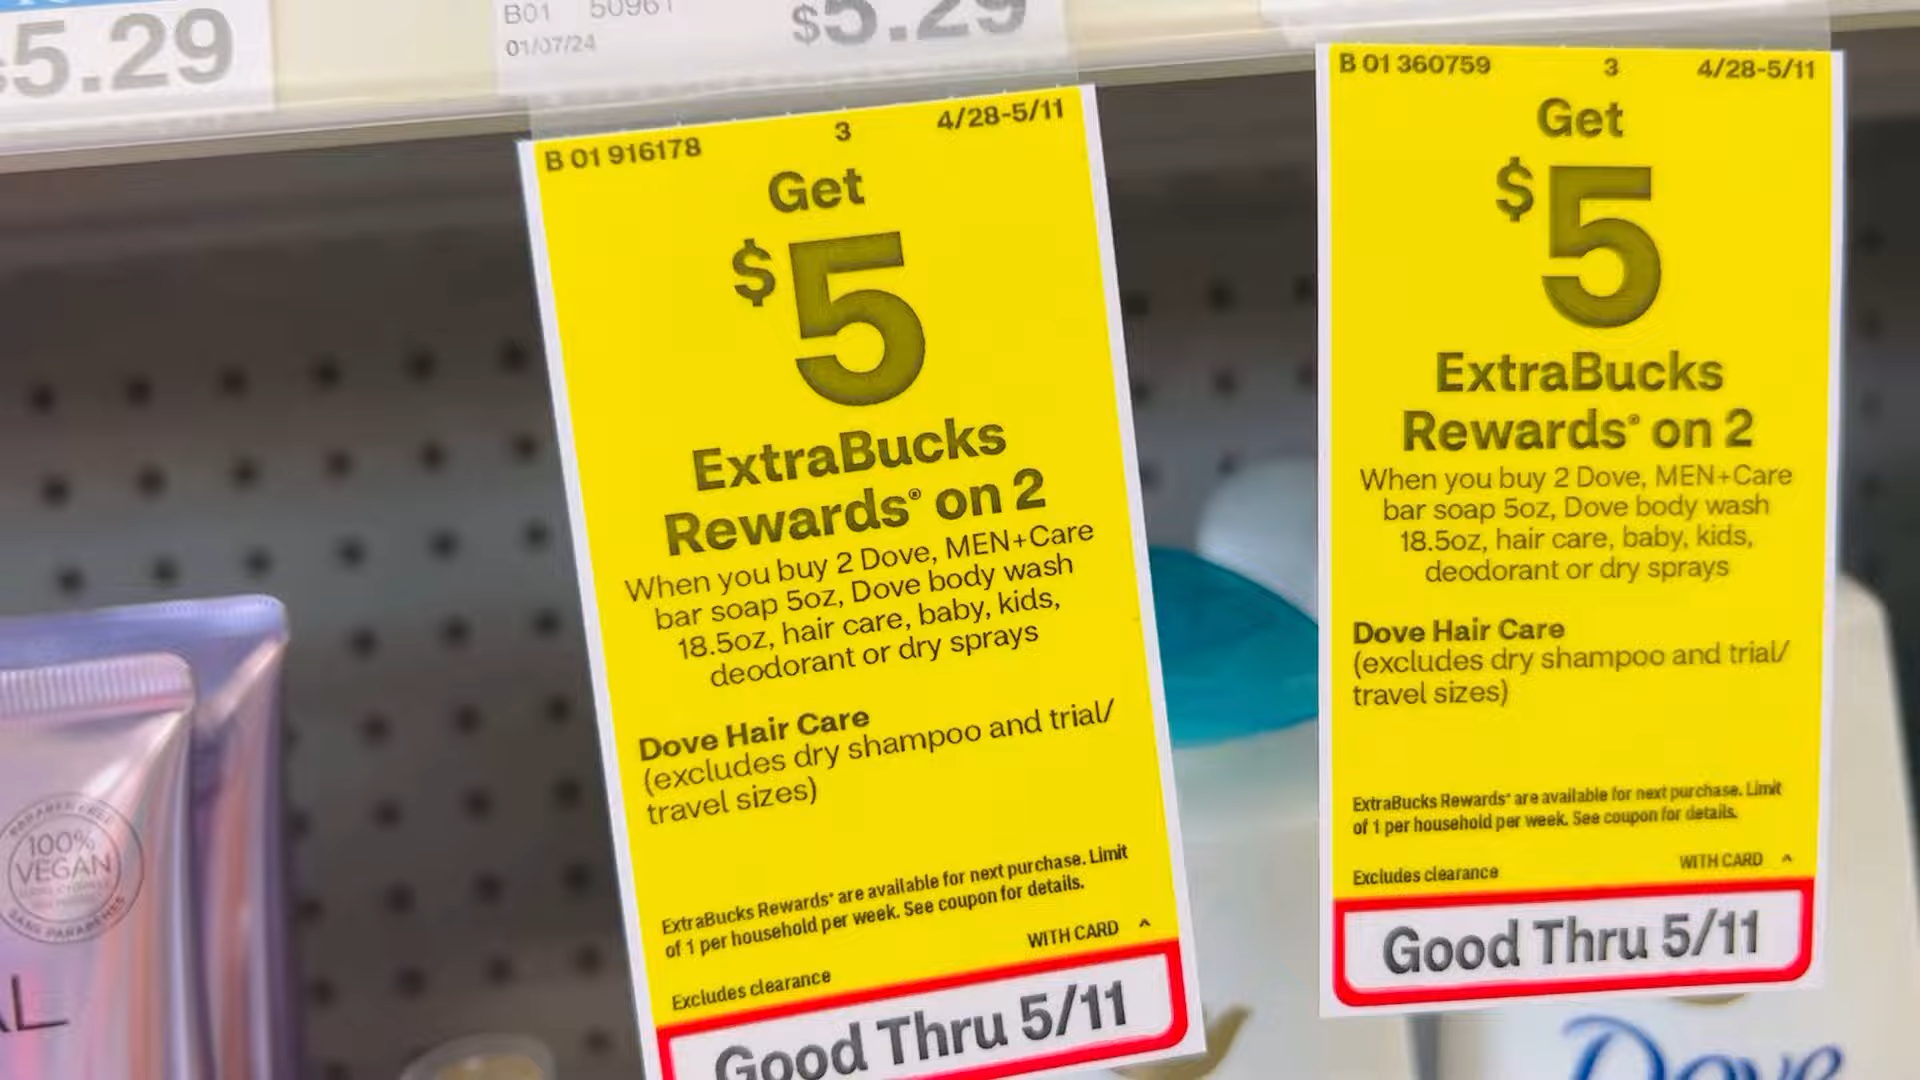 $5.29
B01 50961
01/07/24
$5.29
B 01 916178 3 4/28-5/11
Get
$5
ExtraBucks
Rewards® on 2
When you buy 2 Dove, MEN+Care
bar soap 5oz, Dove body wash
18.5oz, hair care, baby, kids,
deodorant or dry sprays
Dove Hair Care
(excludes dry shampoo and trial/
travel sizes)
ExtraBucks Rewards® are available for next purchase. Limit
of 1 per household per week. See coupon for details.
WITH CARD ^
Excludes clearance
Good Thru 5/11
B 01 360759 3 4/28-5/11
Get
$5
ExtraBucks
Rewards® on 2
When you buy 2 Dove, MEN+Care
bar soap 5oz, Dove body wash
18.5oz, hair care, baby, kids,
deodorant or dry sprays
Dove Hair Care
(excludes dry shampoo and trial/
travel sizes)
ExtraBucks Rewards® are available for next purchase. Limit
of 1 per household per week. See coupon for details.
WITH CARD ^
Excludes clearance
Good Thru 5/11
PARABEN FREE
100%
VEGAN
SANS PARABÈNES
AL
Dove